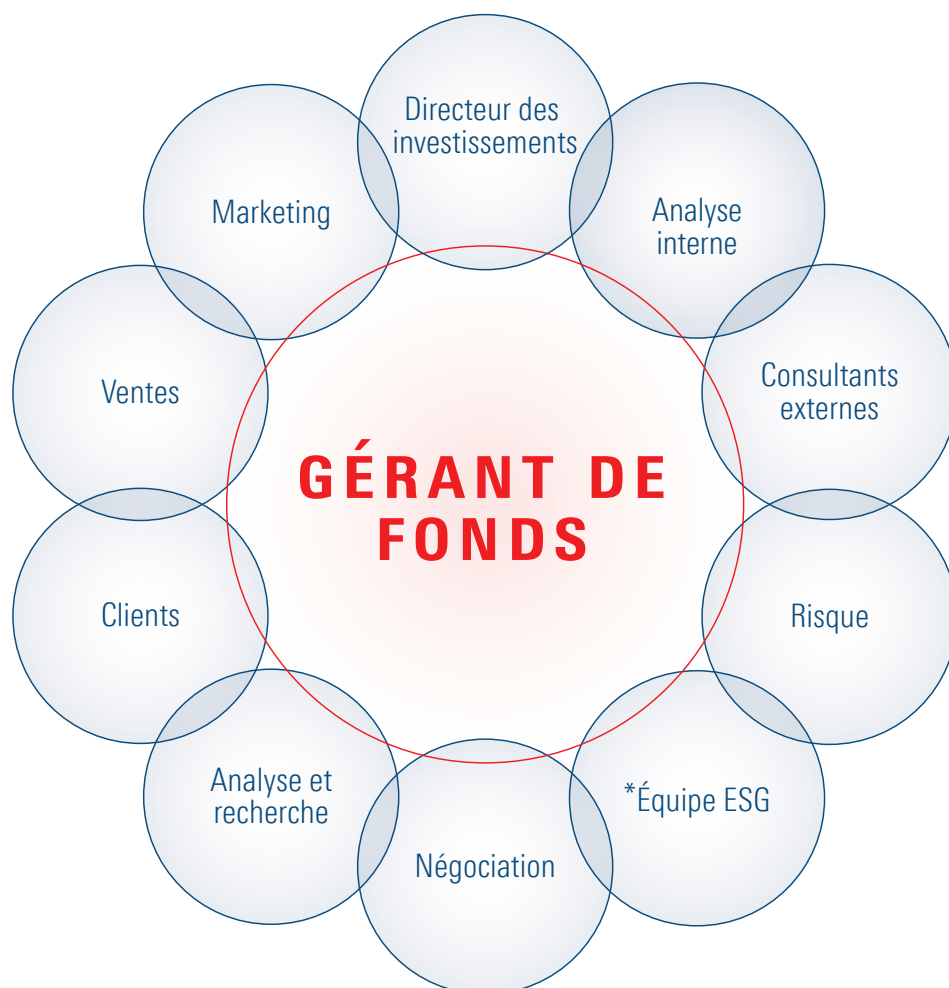 Directeur des
investissements
Marketing
Analyse
interne
Ventes
Consultants
externes
GÉRANT DE
FONDS
Clients
Risque
Analyse et
recherche
*Équipe ESG
Négociation